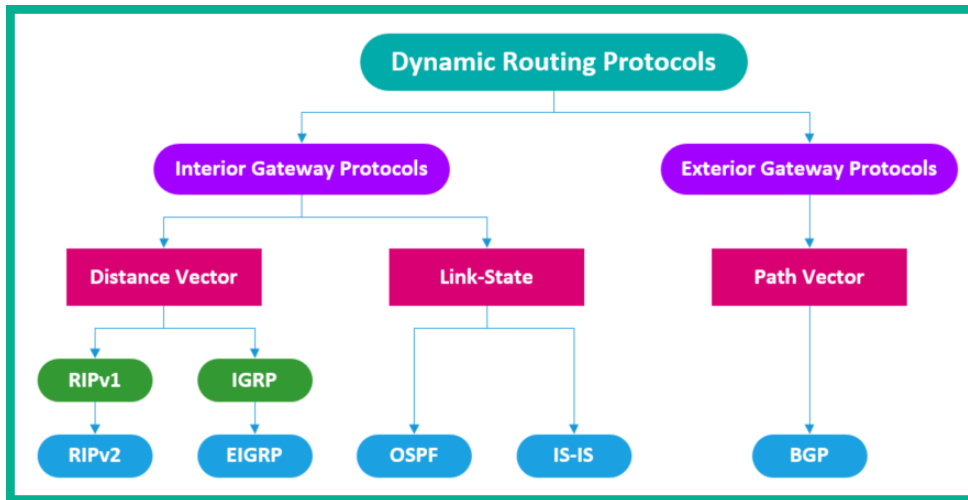 Dynamic Routing Protocols
Interior Gateway Protocols
Exterior Gateway Protocols
Distance Vector
Link-State
Path Vector
RIPv1
IGRP
RIPv2
EIGRP
OSPF
IS-IS
BGP